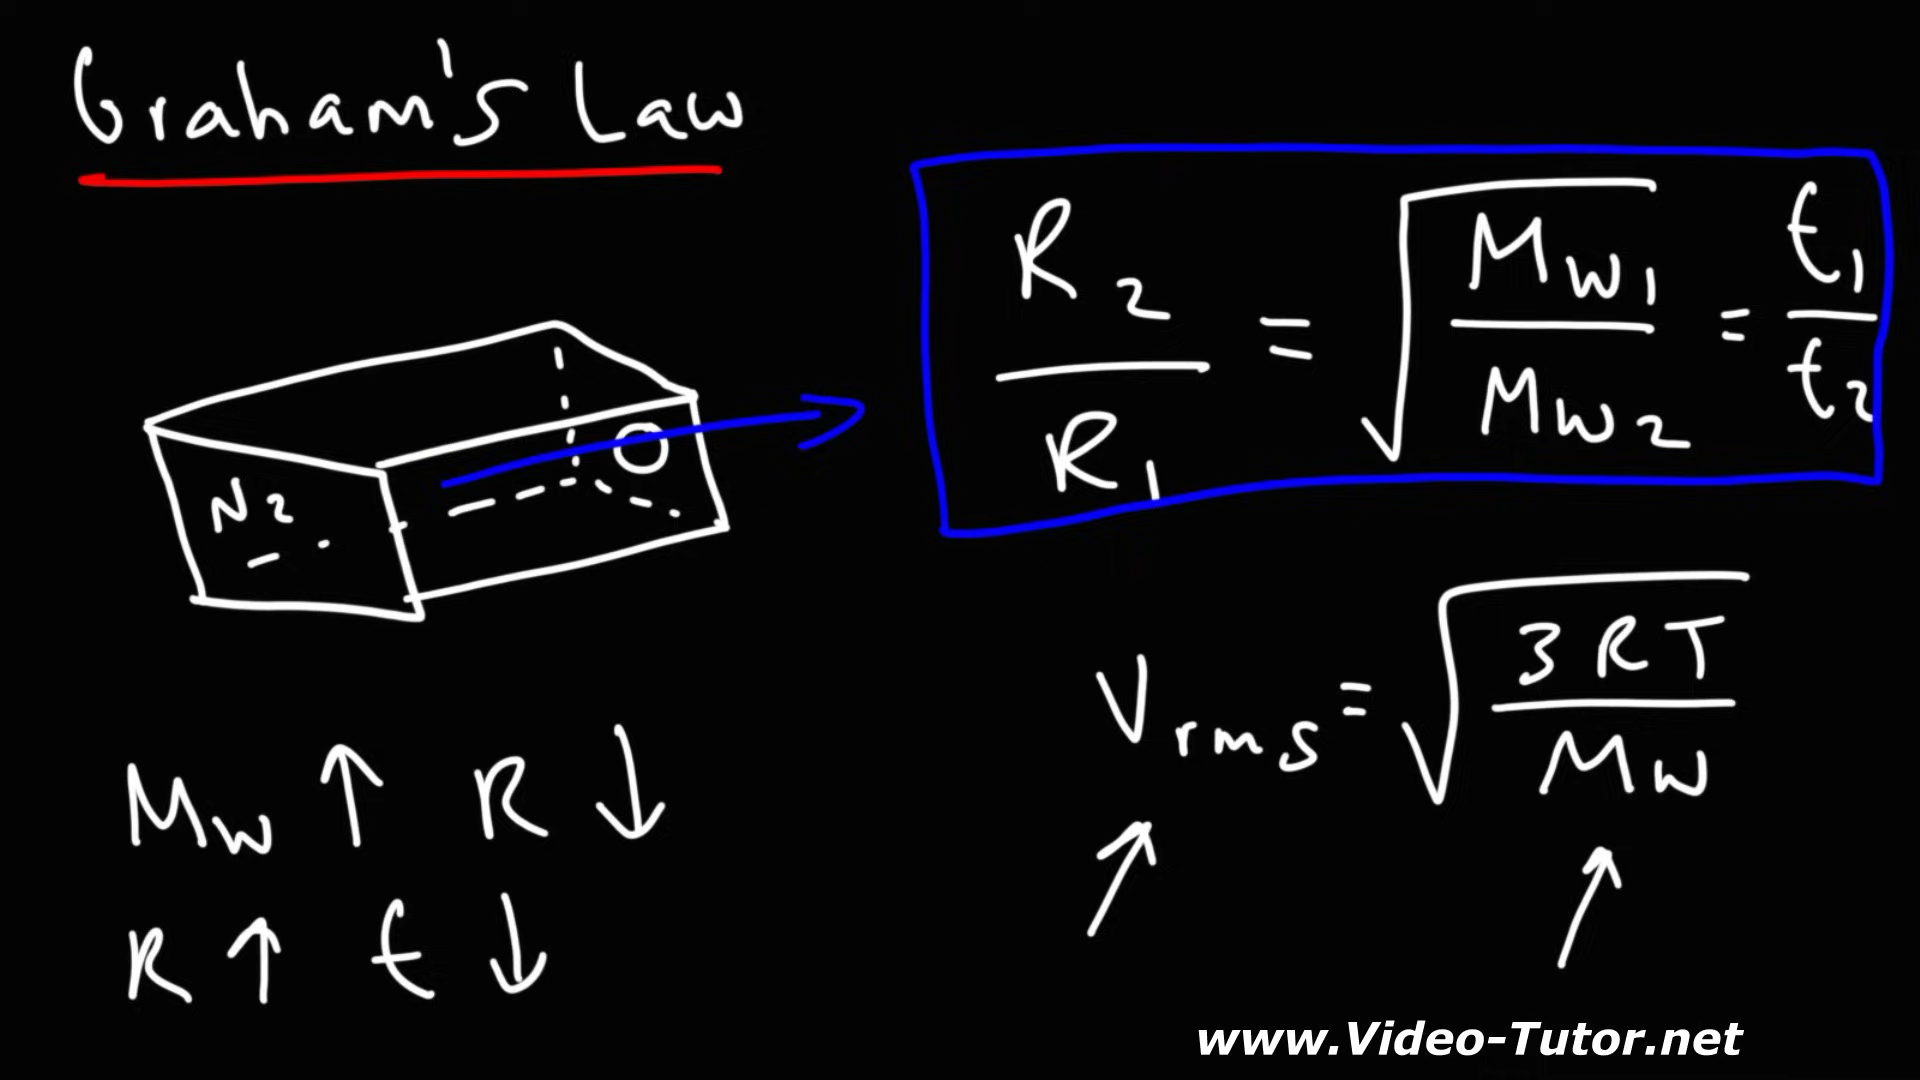 Graham's Law
R2/R1 = √(Mw1/Mw2) = t1/t2
N2
Vrms = √(3RT/Mw)
Mw ↑ R ↓
R ↑ t ↓
www.Video-Tutor.net